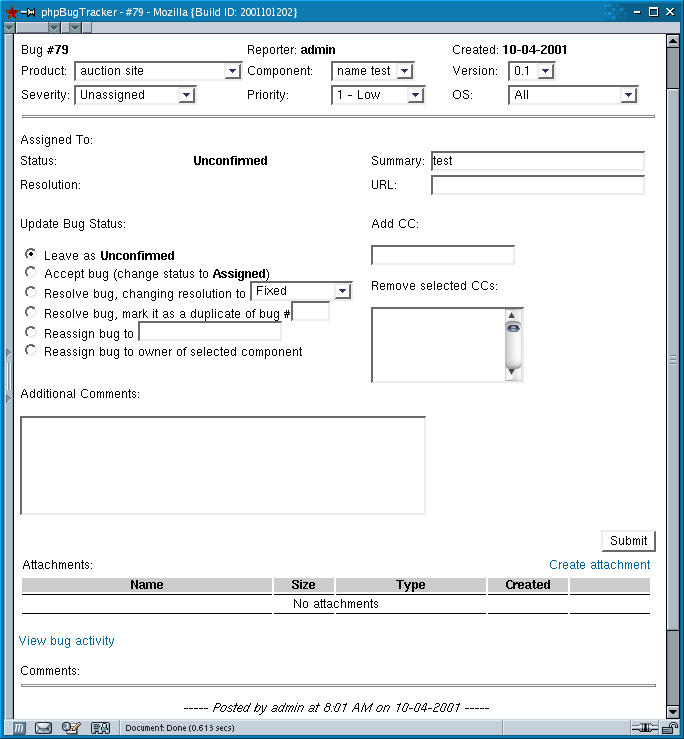 phpBugTracker - #79 - Mozilla {Build ID: 2001101202}
Bug #79 Reporter: admin Created: 10-04-2001
Product: auction site Component: name test Version: 0.1
Severity: Unassigned Priority: 1 - Low OS: All
Assigned To:
Status: Unconfirmed Summary: test
Resolution: URL:
Update Bug Status: Add CC:
Leave as Unconfirmed
Accept bug (change status to Assigned)
Resolve bug, changing resolution to Fixed
Remove selected CCs:
Resolve bug, mark it as a duplicate of bug #
Reassign bug to
Reassign bug to owner of selected component
Additional Comments:
Submit
Attachments: Create attachment
Name Size Type Created
No attachments
View bug activity
Comments:
----- Posted by admin at 8:01 AM on 10-04-2001 -----
Document: Done (0.613 secs)